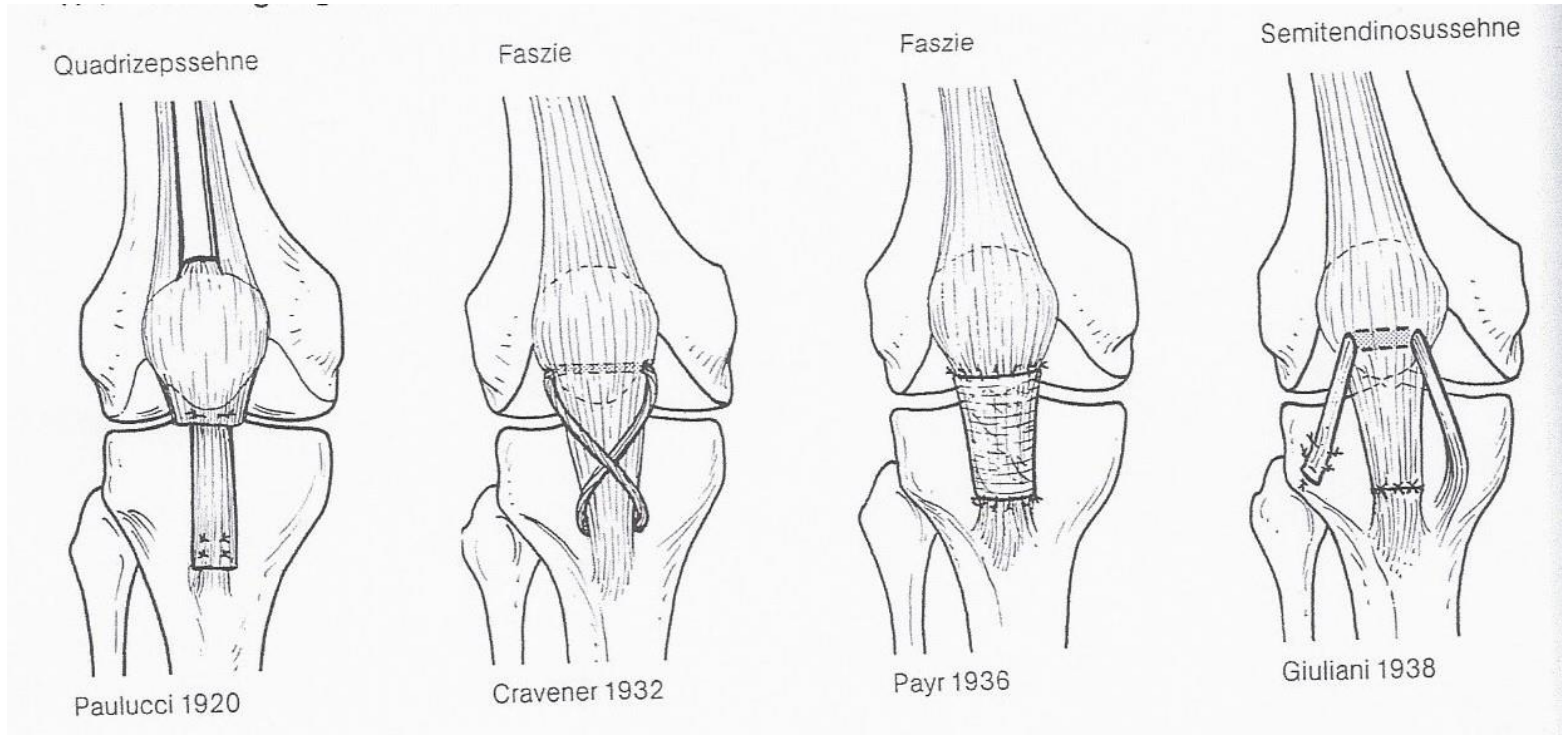 Quadrizepssehne
Faszie
Faszie
Semitendinosussehne
Paulucci 1920
Cravener 1932
Payr 1936
Giuliani 1938